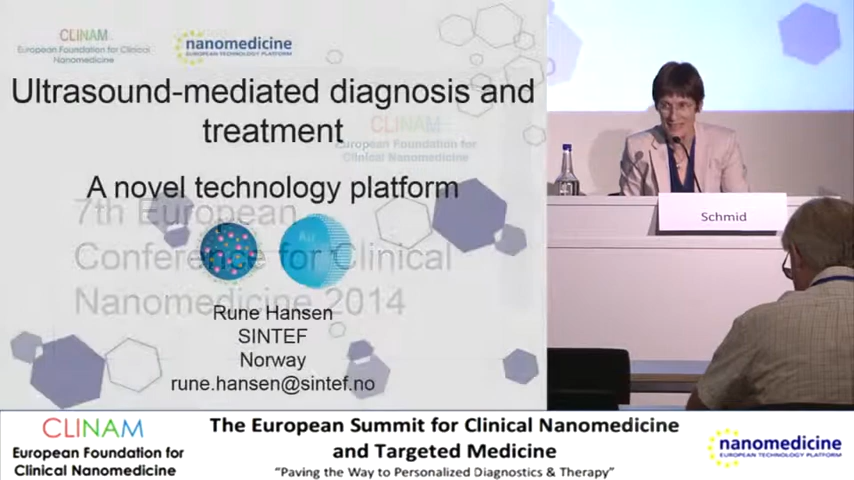 CLINAM
European Foundation for Clinical
Nanomedicine
nanomedicine
EUROPEAN TECHNOLOGY PLATFORM
Ultrasound-mediated diagnosis and
treatment
CLINAM
European Foundation for
Clinical Nanomedicine
A novel technology platform
7th European
Conference for Clinical
Nanomedicine 2014
Air
Rune Hansen
SINTEF
Norway
rune.hansen@sintef.no
Schmid
CLINAM
European Foundation for
Clinical Nanomedicine
The European Summit for Clinical Nanomedicine
and Targeted Medicine
"Paving the Way to Personalized Diagnostics & Therapy"
nanomedicine
EUROPEAN TECHNOLOGY PLATFORM